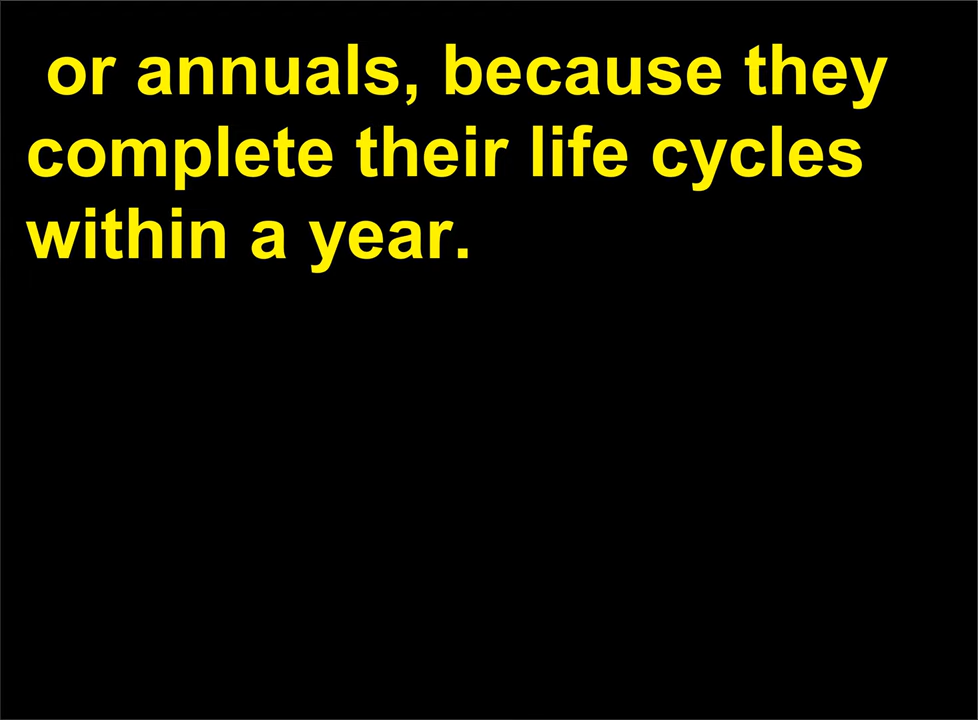 or annuals, because they
complete their life cycles
within a year.